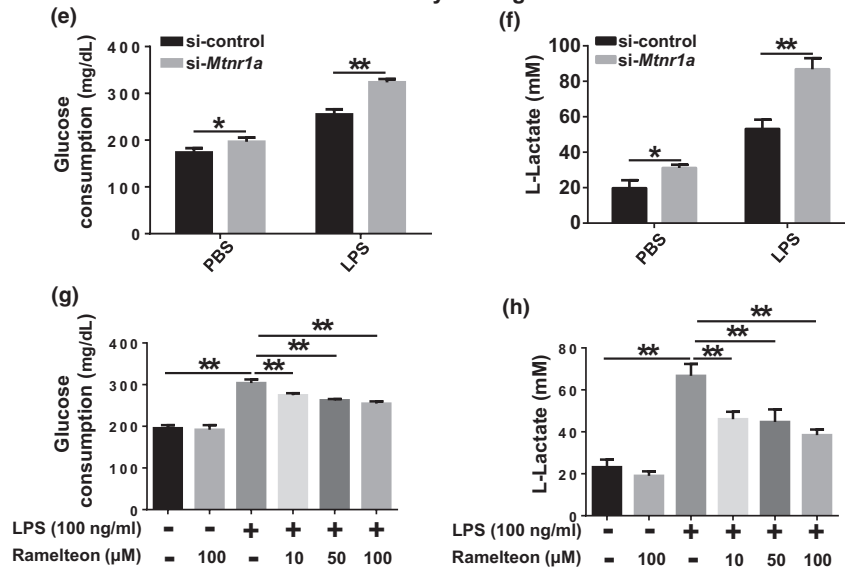 (e)
Glucose
consumption (mg/dL)
400
300
200
100
0
si-control
si-Mtnr1a
*
**
PBS
LPS
(f)
L-Lactate (mM)
100
80
60
40
20
0
si-control
si-Mtnr1a
*
**
PBS
LPS
(g)
Glucose
consumption (mg/dL)
400
300
200
100
0
**
**
**
**
LPS (100 ng/ml) - - + + + +
Ramelteon (μM) - 100 - 10 50 100
(h)
L-Lactate (mM)
80
60
40
20
0
**
**
**
**
LPS (100 ng/ml) - - + + + +
Ramelteon (μM) - 100 - 10 50 100